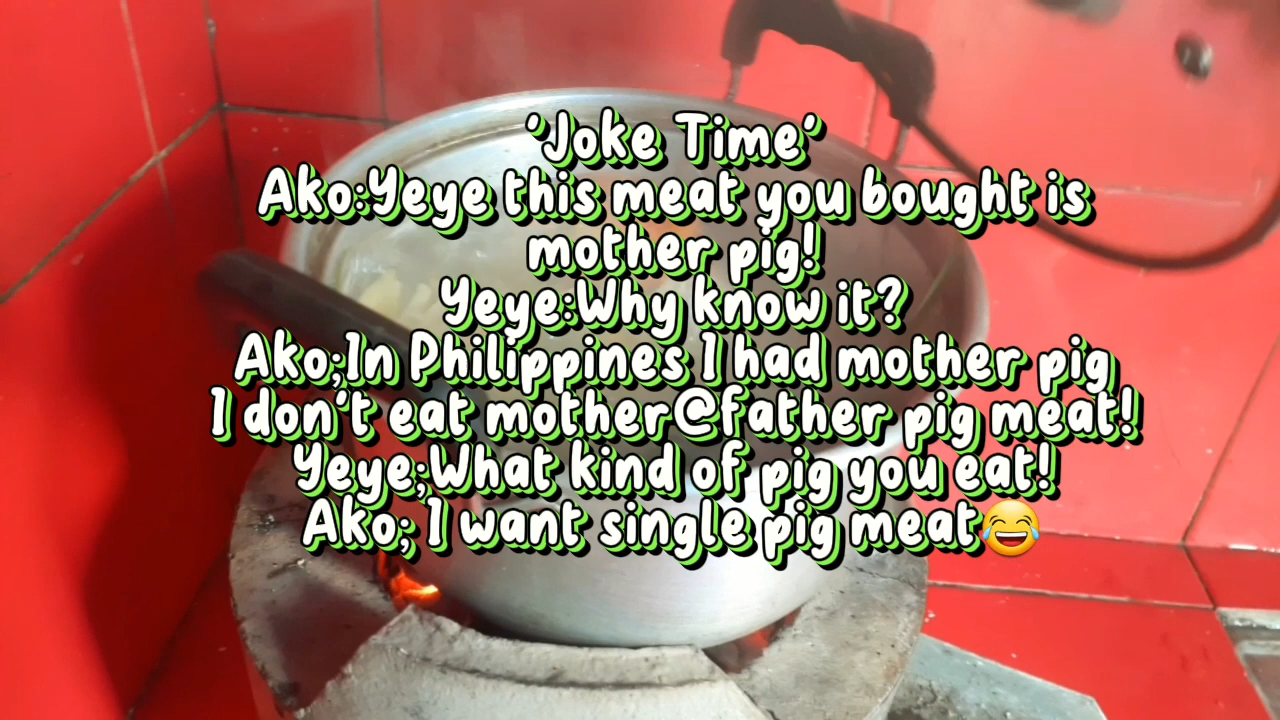 'Joke Time'
Ako:Yeye this meat you bought is
mother pig!
Yeye:Why know it?
Ako;In Philippines I had mother pig
I don't eat mother@father pig meat!
Yeye;What kind of pig you eat!
Ako; I want single pig meat😂